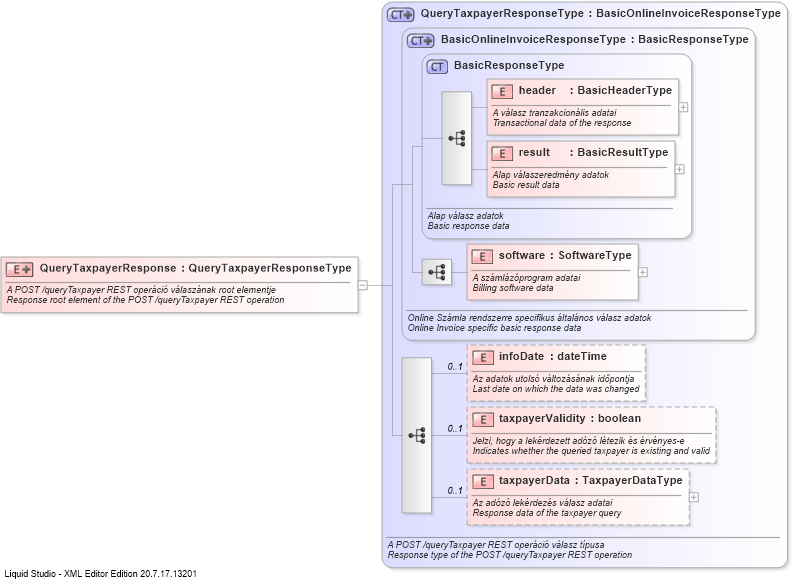 CT+ QueryTaxpayerResponseType : BasicOnlineInvoiceResponseType
CT+ BasicOnlineInvoiceResponseType : BasicResponseType
CT BasicResponseType
E header : BasicHeaderType
A válasz tranzakcionális adatai
Transactional data of the response
E result : BasicResultType
Alap válaszeredmény adatok
Basic result data
Alap válasz adatok
Basic response data
E software : SoftwareType
A számlázóprogram adatai
Billing software data
E+ QueryTaxpayerResponse : QueryTaxpayerResponseType
A POST /queryTaxpayer REST operáció válaszának root elementje
Response root element of the POST /queryTaxpayer REST operation
Online Számla rendszerre specifikus általános válasz adatok
Online Invoice specific basic response data
0..1
E infoDate : dateTime
Az adatok utolsó változásának időpontja
Last date on which the data was changed
0..1
E taxpayerValidity : boolean
Jelzi, hogy a lekérdezett adózó létezik és érvényes-e
Indicates whether the queried taxpayer is existing and valid
0..1
E taxpayerData : TaxpayerDataType
Az adózó lekérdezés válasz adatai
Response data of the taxpayer query
A POST /queryTaxpayer REST operáció válasz típusa
Response type of the POST /queryTaxpayer REST operation
Liquid Studio - XML Editor Edition 20.7.17.13201